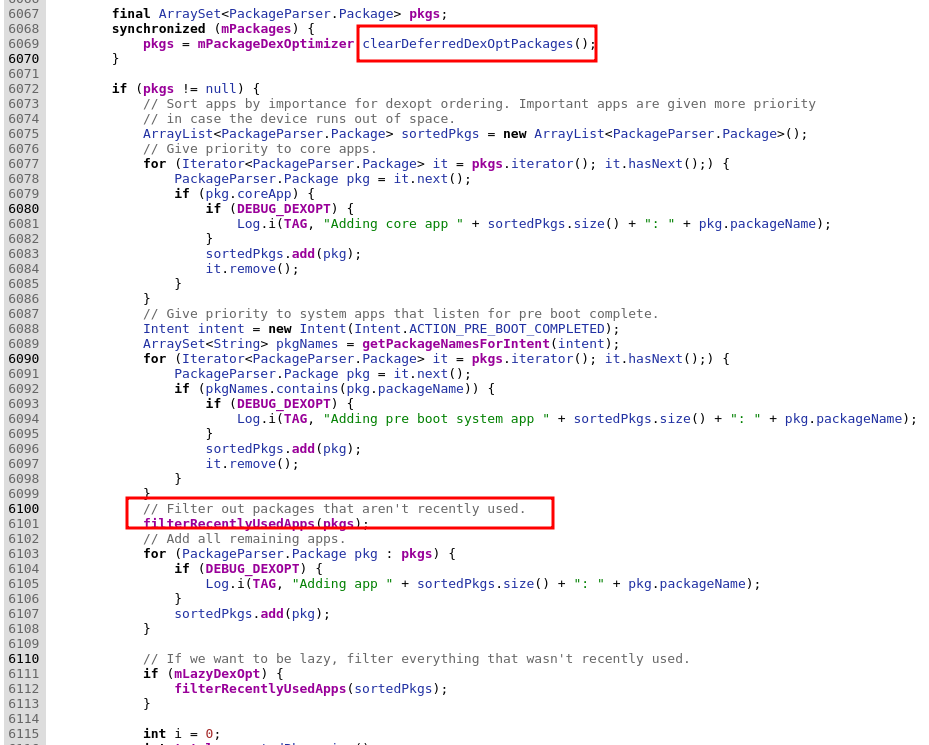 6067 final ArraySet<PackageParser.Package> pkgs;
6068 synchronized (mPackages) {
6069 pkgs = mPackageDexOptimizer.clearDeferredDexOptPackages();
6070 }
6071
6072 if (pkgs != null) {
6073 // Sort apps by importance for dexopt ordering. Important apps are given more priority
6074 // in case the device runs out of space.
6075 ArrayList<PackageParser.Package> sortedPkgs = new ArrayList<PackageParser.Package>();
6076 // Give priority to core apps.
6077 for (Iterator<PackageParser.Package> it = pkgs.iterator(); it.hasNext();) {
6078 PackageParser.Package pkg = it.next();
6079 if (pkg.coreApp) {
6080 if (DEBUG_DEXOPT) {
6081 Log.i(TAG, "Adding core app " + sortedPkgs.size() + ": " + pkg.packageName);
6082 }
6083 sortedPkgs.add(pkg);
6084 it.remove();
6085 }
6086 }
6087 // Give priority to system apps that listen for pre boot complete.
6088 Intent intent = new Intent(Intent.ACTION_PRE_BOOT_COMPLETED);
6089 ArraySet<String> pkgNames = getPackageNamesForIntent(intent);
6090 for (Iterator<PackageParser.Package> it = pkgs.iterator(); it.hasNext();) {
6091 PackageParser.Package pkg = it.next();
6092 if (pkgNames.contains(pkg.packageName)) {
6093 if (DEBUG_DEXOPT) {
6094 Log.i(TAG, "Adding pre boot system app " + sortedPkgs.size() + ": " + pkg.packageName);
6095 }
6096 sortedPkgs.add(pkg);
6097 it.remove();
6098 }
6099 }
6100 // Filter out packages that aren't recently used.
6101 filterRecentlyUsedApps(pkgs);
6102 // Add all remaining apps.
6103 for (PackageParser.Package pkg : pkgs) {
6104 if (DEBUG_DEXOPT) {
6105 Log.i(TAG, "Adding app " + sortedPkgs.size() + ": " + pkg.packageName);
6106 }
6107 sortedPkgs.add(pkg);
6108 }
6109
6110 // If we want to be lazy, filter everything that wasn't recently used.
6111 if (mLazyDexOpt) {
6112 filterRecentlyUsedApps(sortedPkgs);
6113 }
6114
6115 int i = 0;